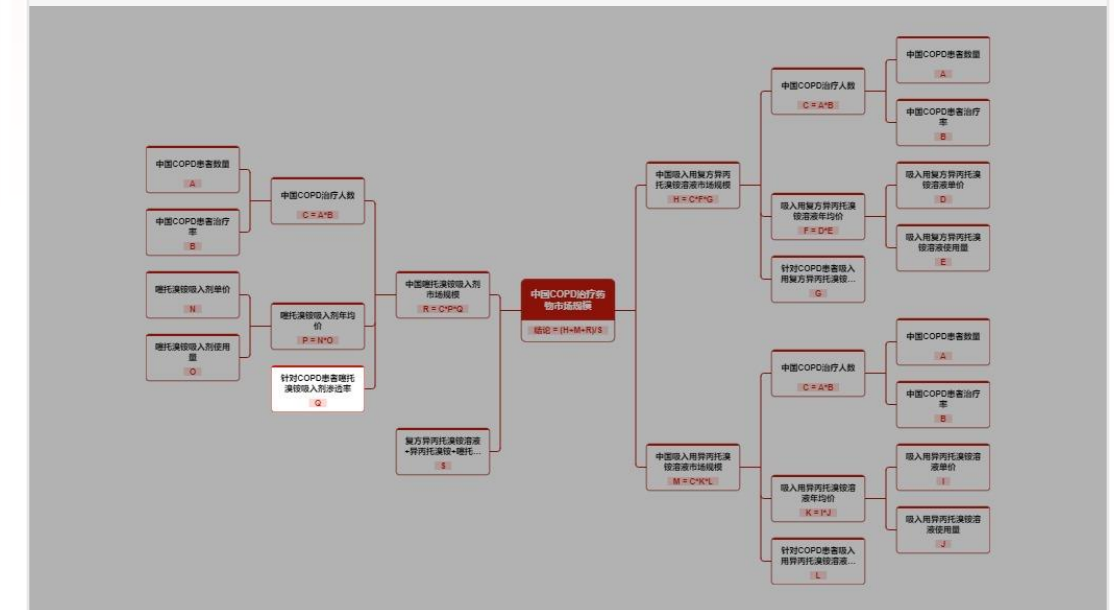 中国COPD患者数量
A
中国COPD治疗人数
C = A*B
中国COPD患者治疗
率
B
吸入用复方异丙托溴
铵溶液单价
D
中国吸入用复方异丙
托溴铵溶液市场规模
H = C*F*G
吸入用复方异丙托溴
铵溶液年均价
F = D*E
吸入用复方异丙托溴
铵溶液使用量
E
针对COPD患者吸入
用复方异丙托溴铵...
G
中国COPD患者数量
A
中国COPD治疗人数
C = A*B
中国COPD患者治疗
率
B
噻托溴铵吸入剂单价
N
中国噻托溴铵吸入剂
市场规模
R = C*P*Q
噻托溴铵吸入剂年均
价
P = N*O
噻托溴铵吸入剂使用
量
O
针对COPD患者噻托
溴铵吸入剂渗透率
Q
中国COPD治疗药
物市场规模
结论 = (H+M+R)/S
复方异丙托溴铵溶液
+异丙托溴铵+噻托...
S
中国COPD患者数量
A
中国COPD治疗人数
C = A*B
中国COPD患者治疗
率
B
中国吸入用异丙托溴
铵溶液市场规模
M = C*K*L
吸入用异丙托溴铵溶
液单价
I
吸入用异丙托溴铵溶
液年均价
K = I*J
吸入用异丙托溴铵溶
液使用量
J
针对COPD患者吸入
用异丙托溴铵溶液...
L